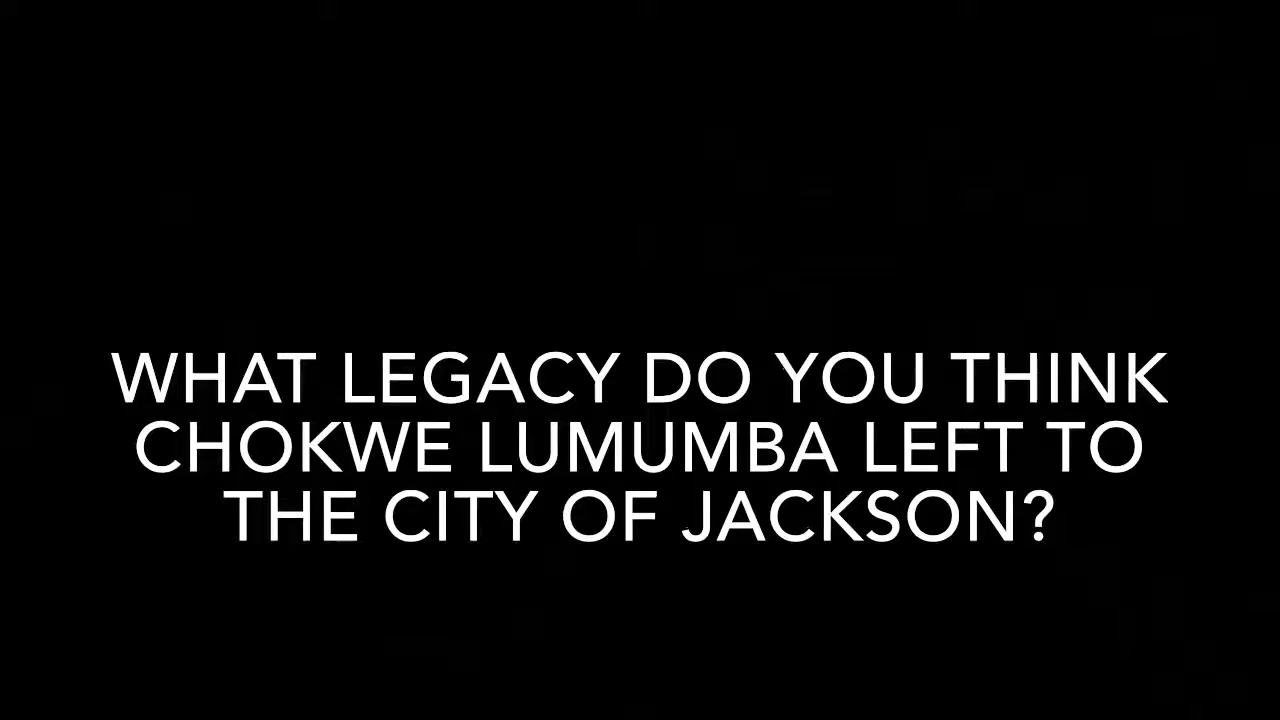 WHAT LEGACY DO YOU THINK
CHOKWE LUMUMBA LEFT TO
THE CITY OF JACKSON?